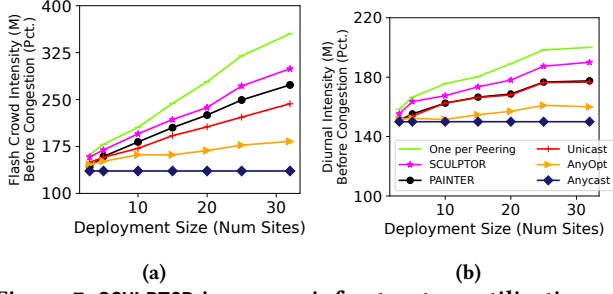 Flash Crowd Intensity (M)
Before Congestion (Pct.)
400
325
250
175
100
10
20
30
Deployment Size (Num Sites)
(a)
Diurnal Intensity (M)
Before Congestion (Pct.)
220
180
140
100
One per Peering
SCULPTOR
PAINTER
Unicast
AnyOpt
Anycast
10
20
30
Deployment Size (Num Sites)
(b)